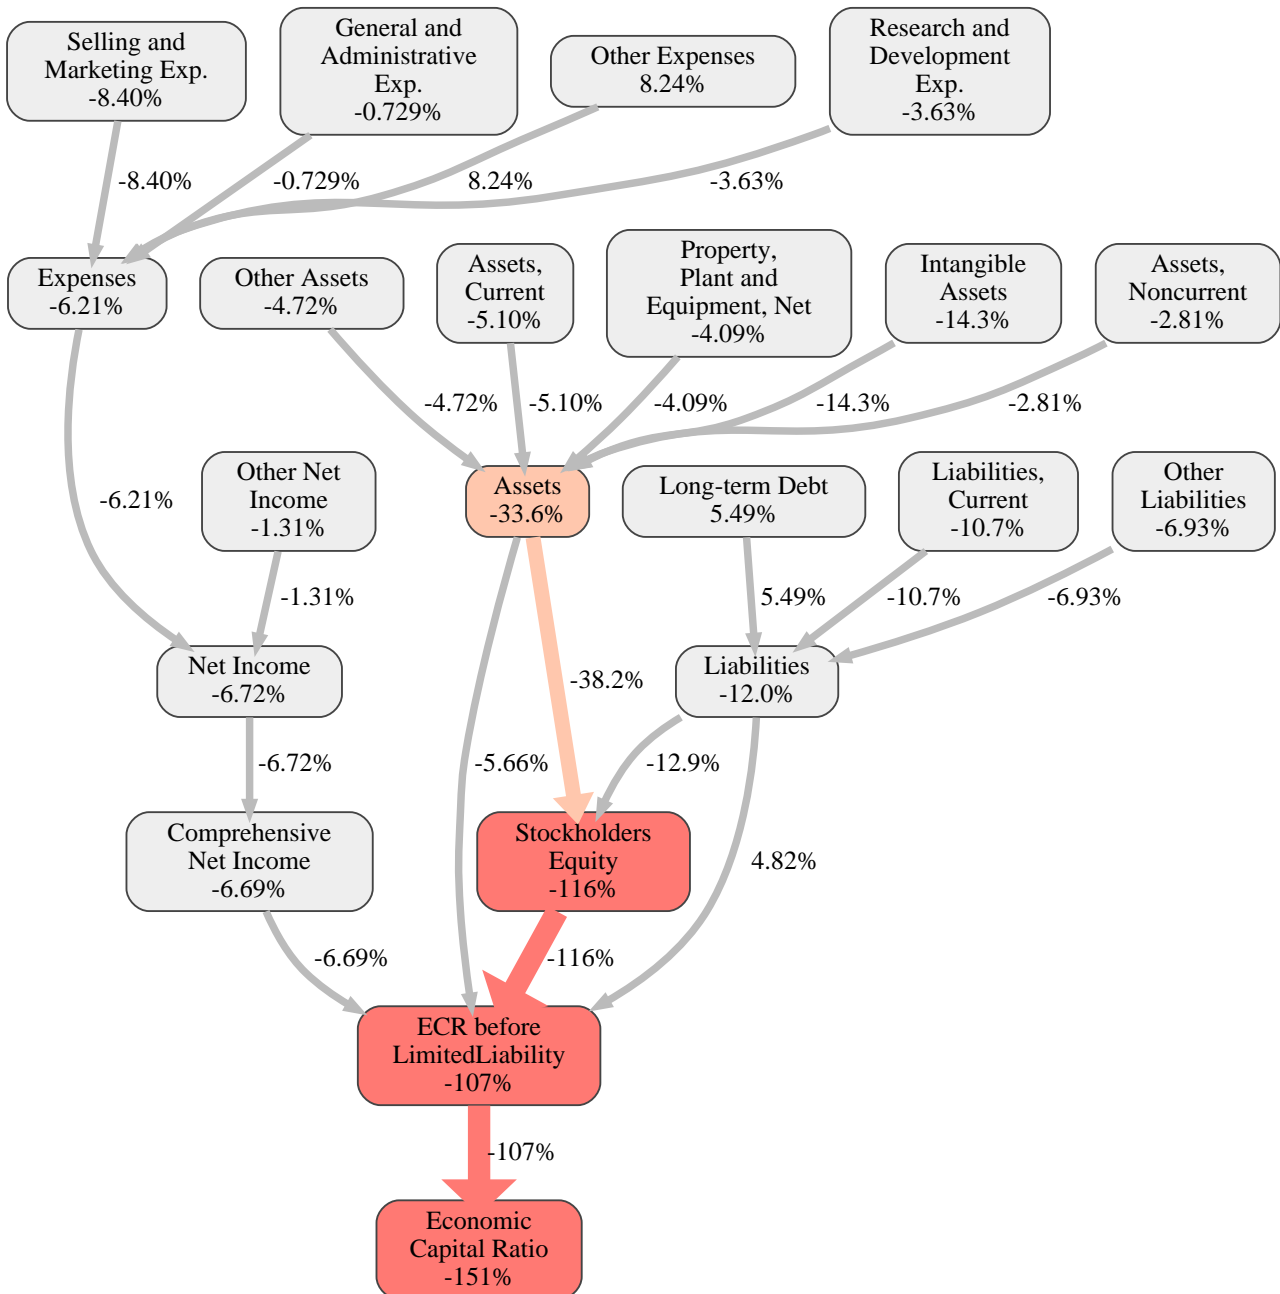 Selling and
Marketing Exp.
-8.40%
General and
Administrative
Exp.
-0.729%
Other Expenses
8.24%
Research and
Development
Exp.
-3.63%
-8.40%
-0.729%
8.24%
-3.63%
Expenses
-6.21%
Other Assets
-4.72%
Assets,
Current
-5.10%
Property,
Plant and
Equipment, Net
-4.09%
Intangible
Assets
-14.3%
Assets,
Noncurrent
-2.81%
-4.72%
-5.10%
-4.09%
-14.3%
-2.81%
-6.21%
Other Net
Income
-1.31%
Assets
-33.6%
Long-term Debt
5.49%
Liabilities,
Current
-10.7%
Other
Liabilities
-6.93%
-1.31%
5.49%
-10.7%
-6.93%
Net Income
-6.72%
-38.2%
Liabilities
-12.0%
-6.72%
-5.66%
-12.9%
Comprehensive
Net Income
-6.69%
Stockholders
Equity
-116%
4.82%
-6.69%
-116%
ECR before
LimitedLiability
-107%
-107%
Economic
Capital Ratio
-151%